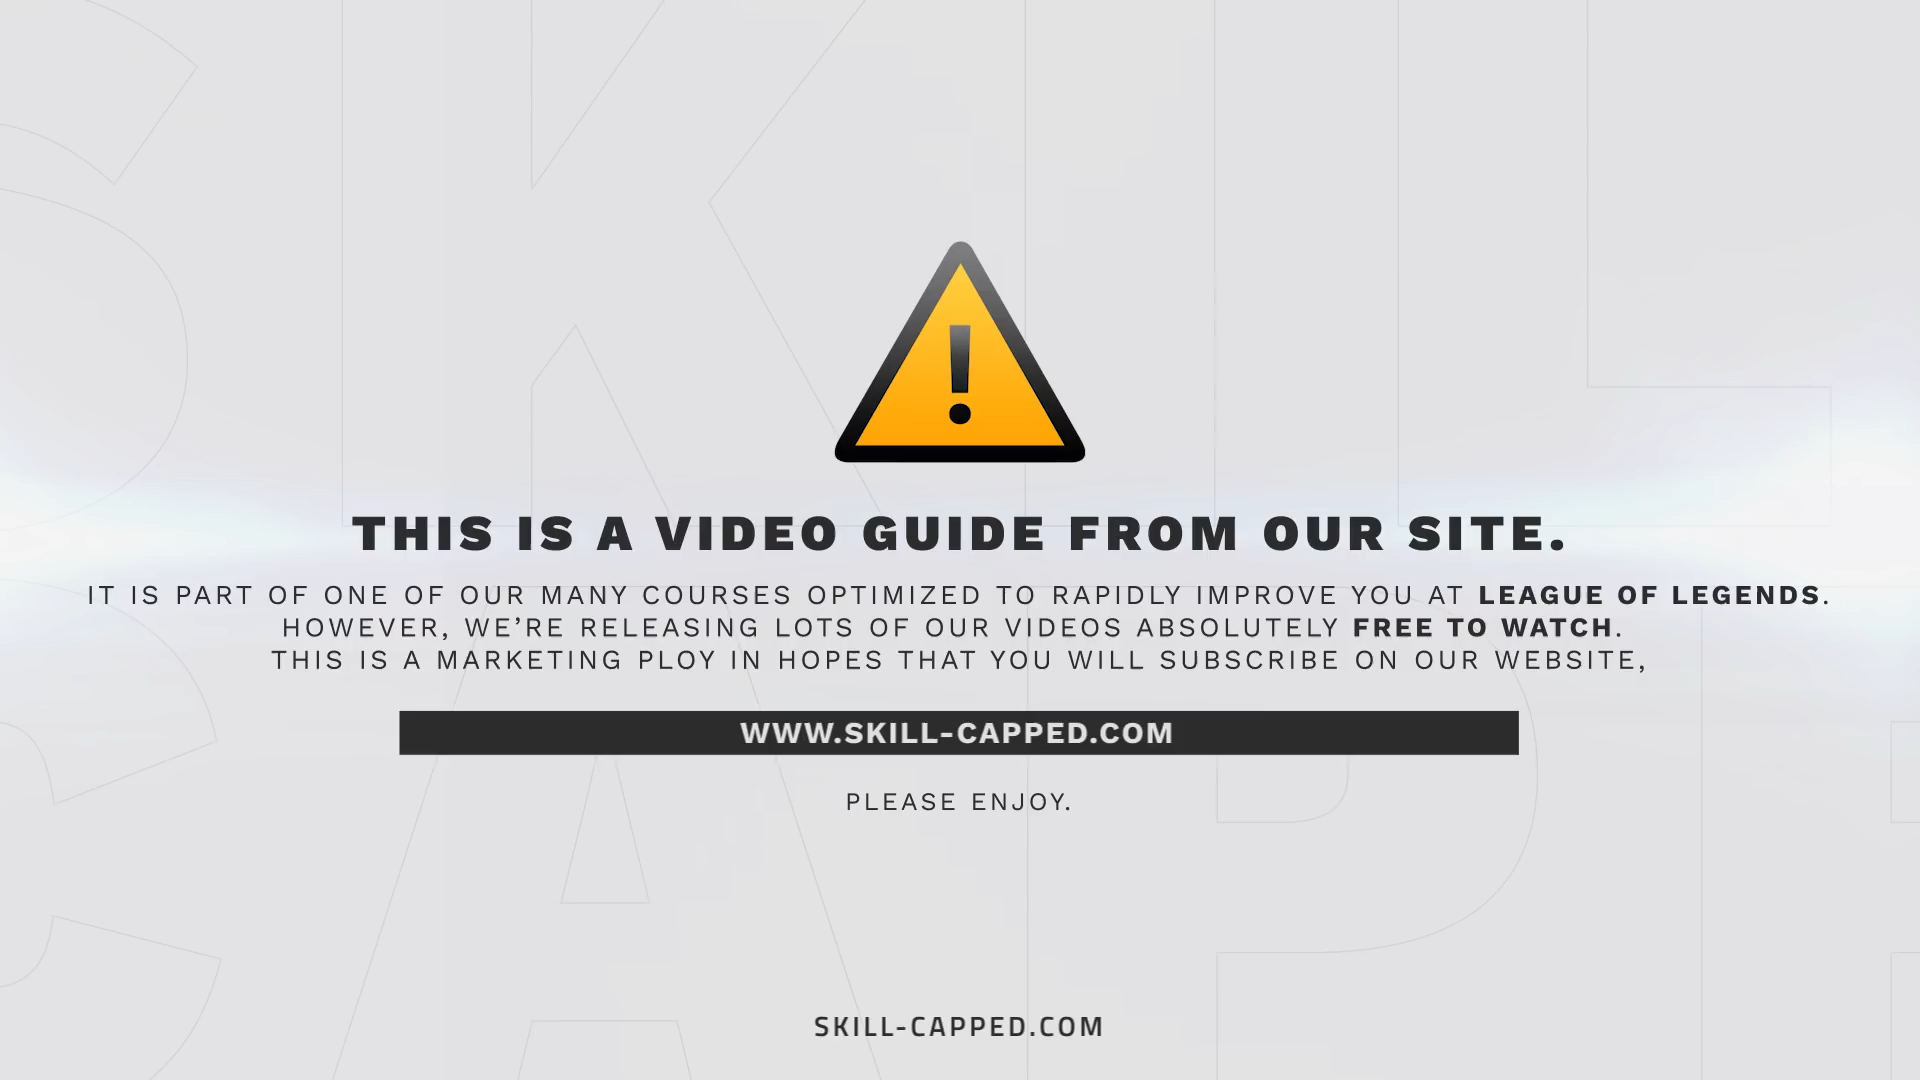 THIS IS A VIDEO GUIDE FROM OUR SITE.
IT IS PART OF ONE OF OUR MANY COURSES OPTIMIZED TO RAPIDLY IMPROVE YOU AT LEAGUE OF LEGENDS.
HOWEVER, WE’RE RELEASING LOTS OF OUR VIDEOS ABSOLUTELY FREE TO WATCH.
THIS IS A MARKETING PLOY IN HOPES THAT YOU WILL SUBSCRIBE ON OUR WEBSITE,
WWW.SKILL-CAPPED.COM
PLEASE ENJOY.
SKILL-CAPPED.COM